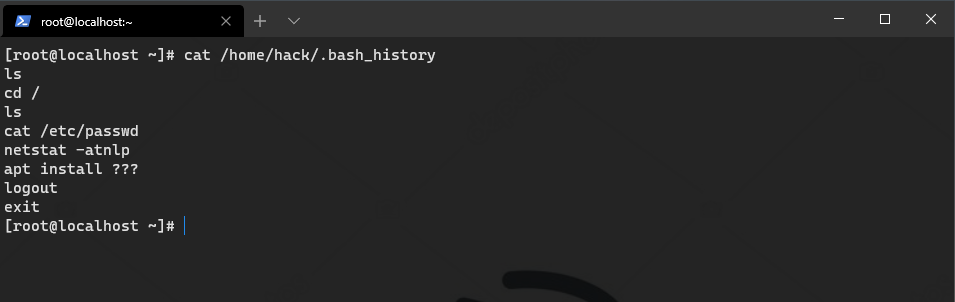 root@localhost:~
[root@localhost ~]# cat /home/hack/.bash_history
ls
cd /
ls
cat /etc/passwd
netstat -atnlp
apt install ???
logout
exit
[root@localhost ~]#